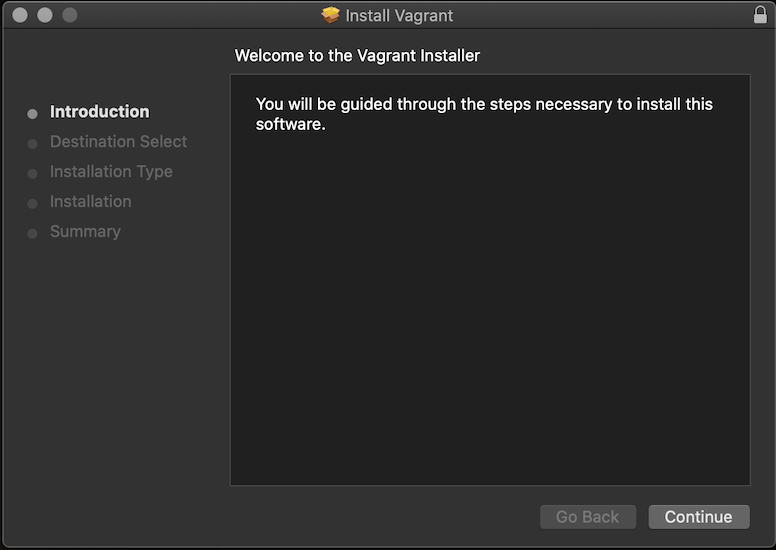 Install Vagrant
Welcome to the Vagrant Installer
Introduction
Destination Select
Installation Type
Installation
Summary
You will be guided through the steps necessary to install this
software.
Go Back
Continue